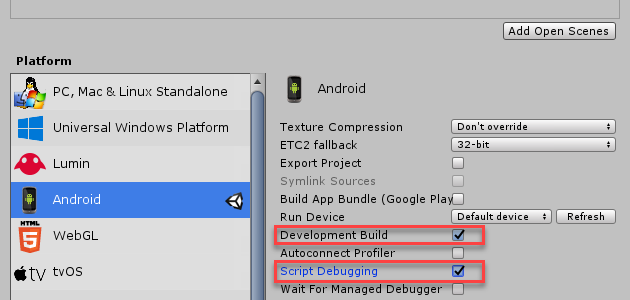 Add Open Scenes
Platform
PC, Mac & Linux Standalone
Universal Windows Platform
Lumin
Android
WebGL
tv tvOS
Android
Texture Compression Don't override
ETC2 fallback 32-bit
Export Project
Symlink Sources
Build App Bundle (Google Play
Run Device Default device Refresh
Development Build
Autoconnect Profiler
Script Debugging
Wait For Managed Debugger